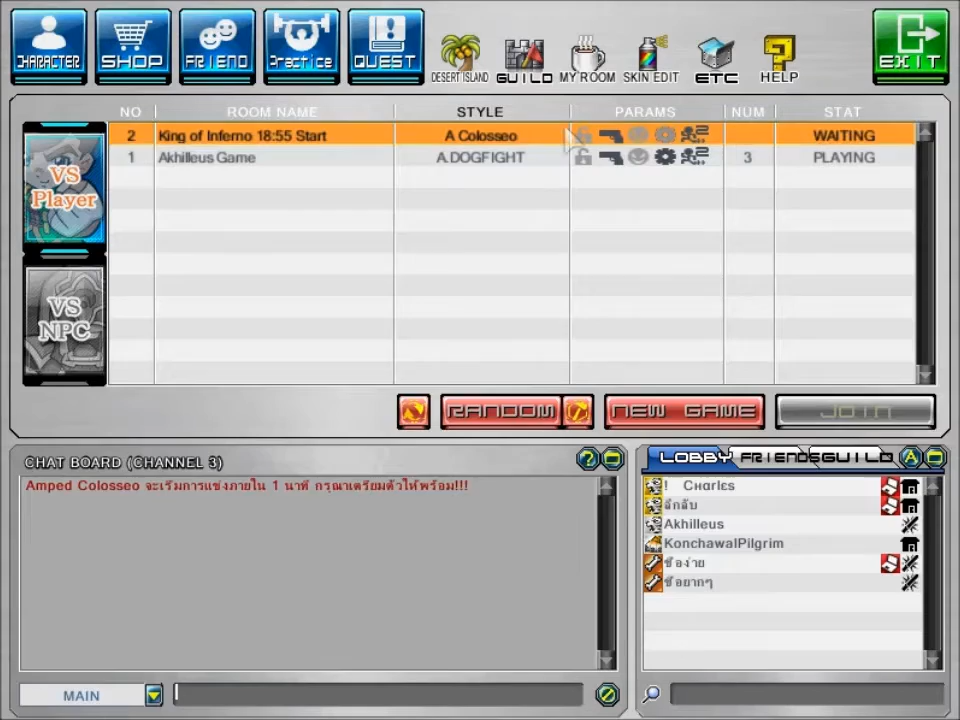 CHARACTER SHOP FRIEND Practice QUEST DESERT ISLAND GUILD MY ROOM SKIN EDIT ETC HELP EXIT
NO ROOM NAME STYLE PARAMS NUM STAT
2 King of Inferno 18:55 Start A Colosseo WAITING
1 Akhilleus Game A.DOGFIGHT 3 PLAYING
VS
Player
VS
NPC
RANDOM NEW GAME JOIN
CHAT BOARD (CHANNEL 3)
Amped Colosseo จะเริ่มการแข่งภายใน 1 นาที กรุณาเตรียมตัวให้พร้อม!!!
MAIN
LOBBY FRIENDS GUILD
! Cнαrlεs
ลึกลับ
Akhilleus
KonchawalPilgrim
ชื่อง่าย
ชื่อยากๆ